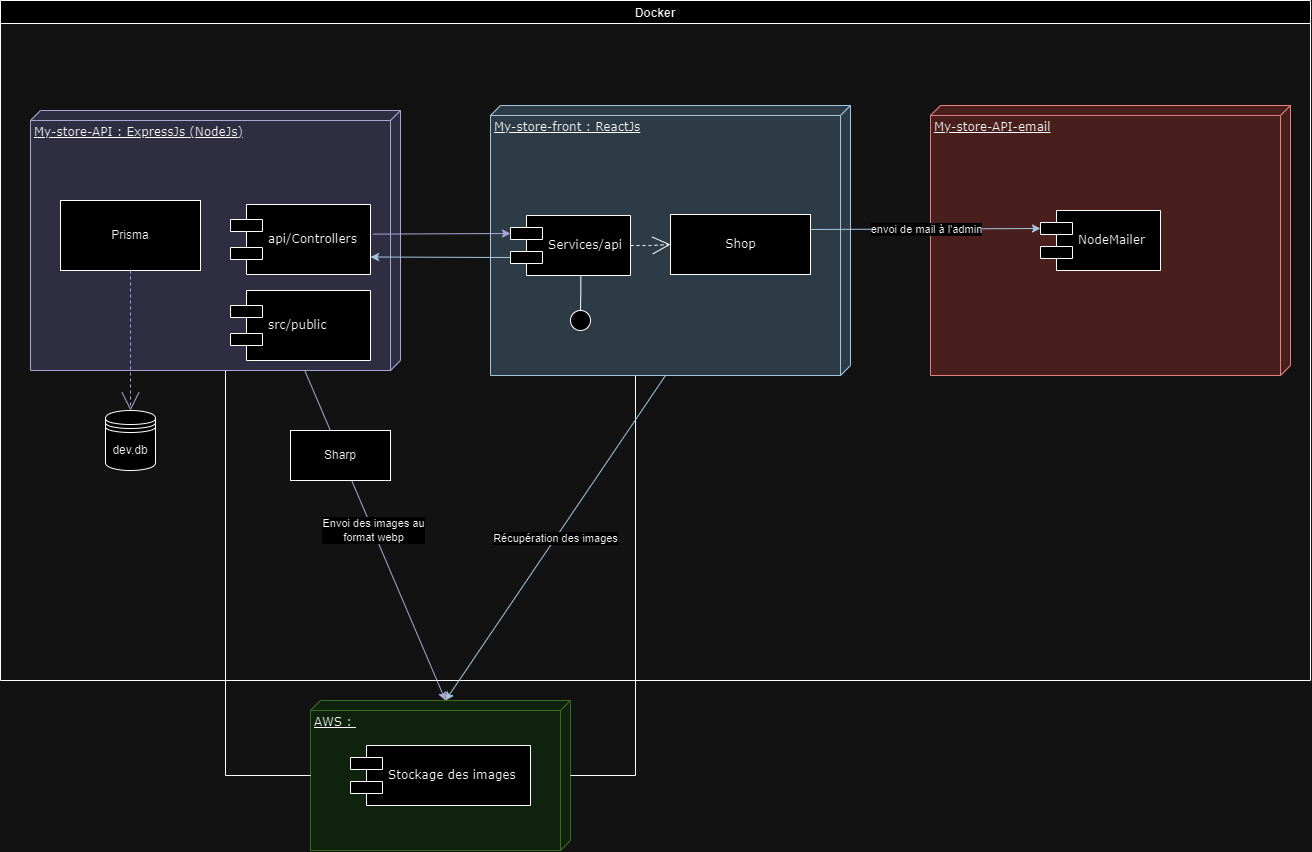 Docker
My-store-API : ExpressJs (NodeJs)
My-store-front : ReactJs
My-store-API-email
Prisma
api/Controllers
Services/api
Shop
envoi de mail à l'admin
NodeMailer
src/public
dev.db
Sharp
Envoi des images au
format webp
Récupération des images
AWS :
Stockage des images